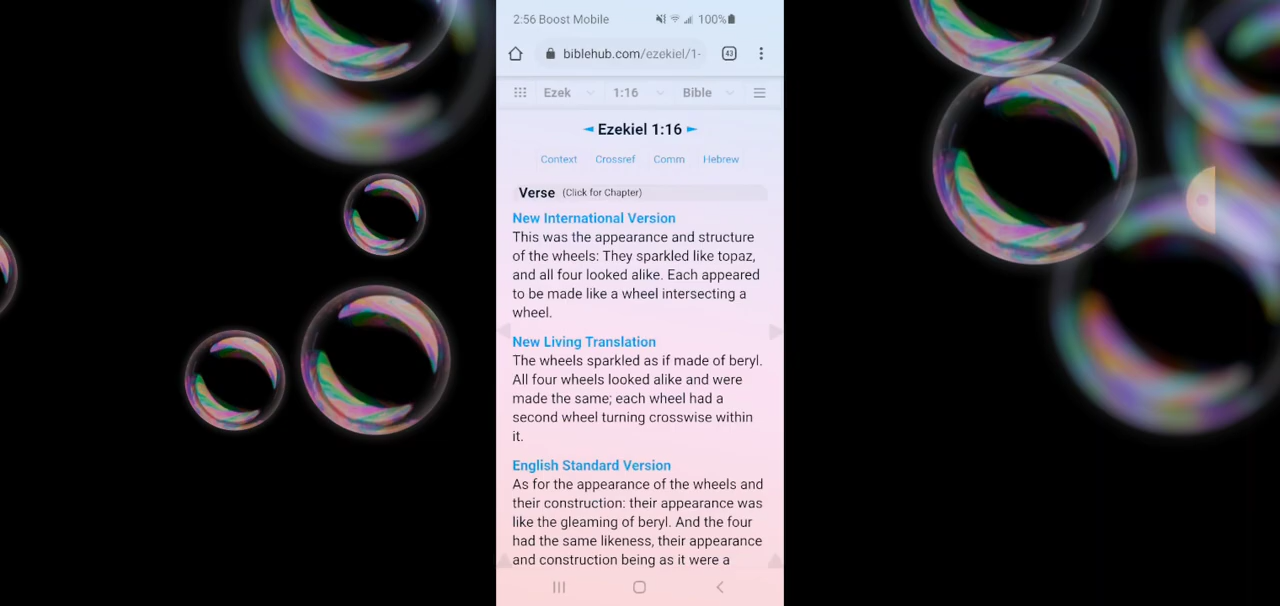 2:56 Boost Mobile 100%
biblehub.com/ezekiel/1- 43
Ezek 1:16 Bible
Ezekiel 1:16
Context Crossref Comm Hebrew
Verse (Click for Chapter)
New International Version
This was the appearance and structure
of the wheels: They sparkled like topaz,
and all four looked alike. Each appeared
to be made like a wheel intersecting a
wheel.
New Living Translation
The wheels sparkled as if made of beryl.
All four wheels looked alike and were
made the same; each wheel had a
second wheel turning crosswise within
it.
English Standard Version
As for the appearance of the wheels and
their construction: their appearance was
like the gleaming of beryl. And the four
had the same likeness, their appearance
and construction being as it were a